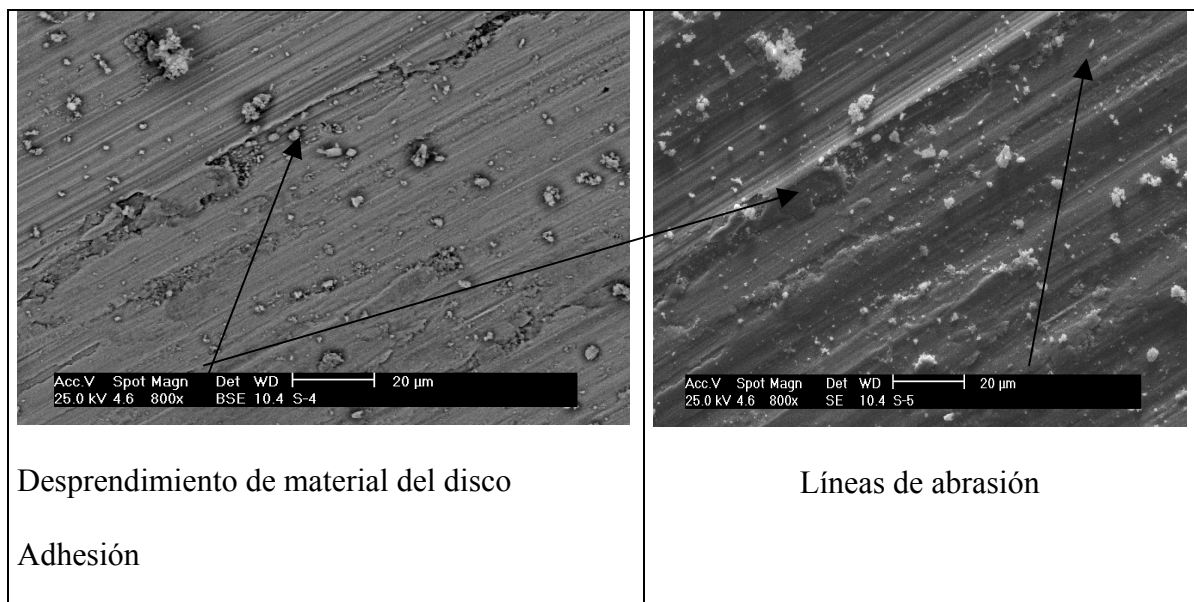 Acc.V Spot Magn Det WD 20 µm
25.0 kV 4.6 800x BSE 10.4 S-4
Acc.V Spot Magn Det WD 20 µm
25.0 kV 4.6 800x SE 10.4 S-5
Desprendimiento de material del disco
Adhesión
Líneas de abrasión